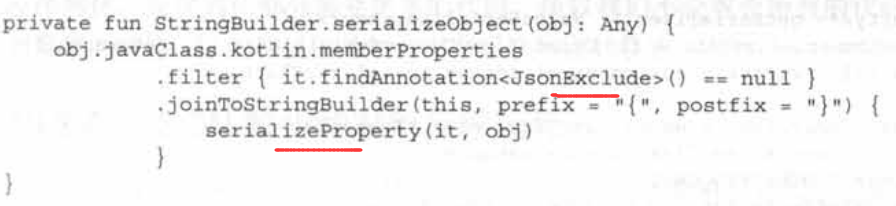 private fun StringBuilder.serializeObject(obj: Any) {
obj.javaClass.kotlin.memberProperties
.filter { it.findAnnotation<JsonExclude>() == null }
.joinToStringBuilder(this, prefix = "{", postfix = "}") {
serializeProperty(it, obj)
}
}